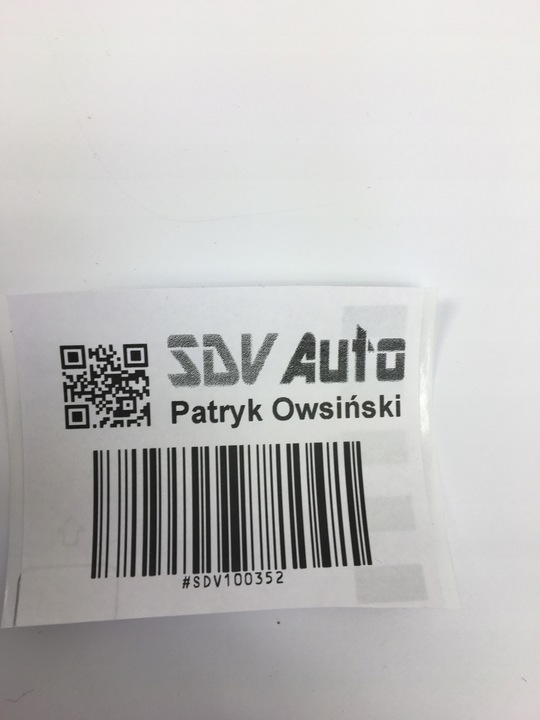 SDV Auto
Patryk Owsiński
#SDV100352